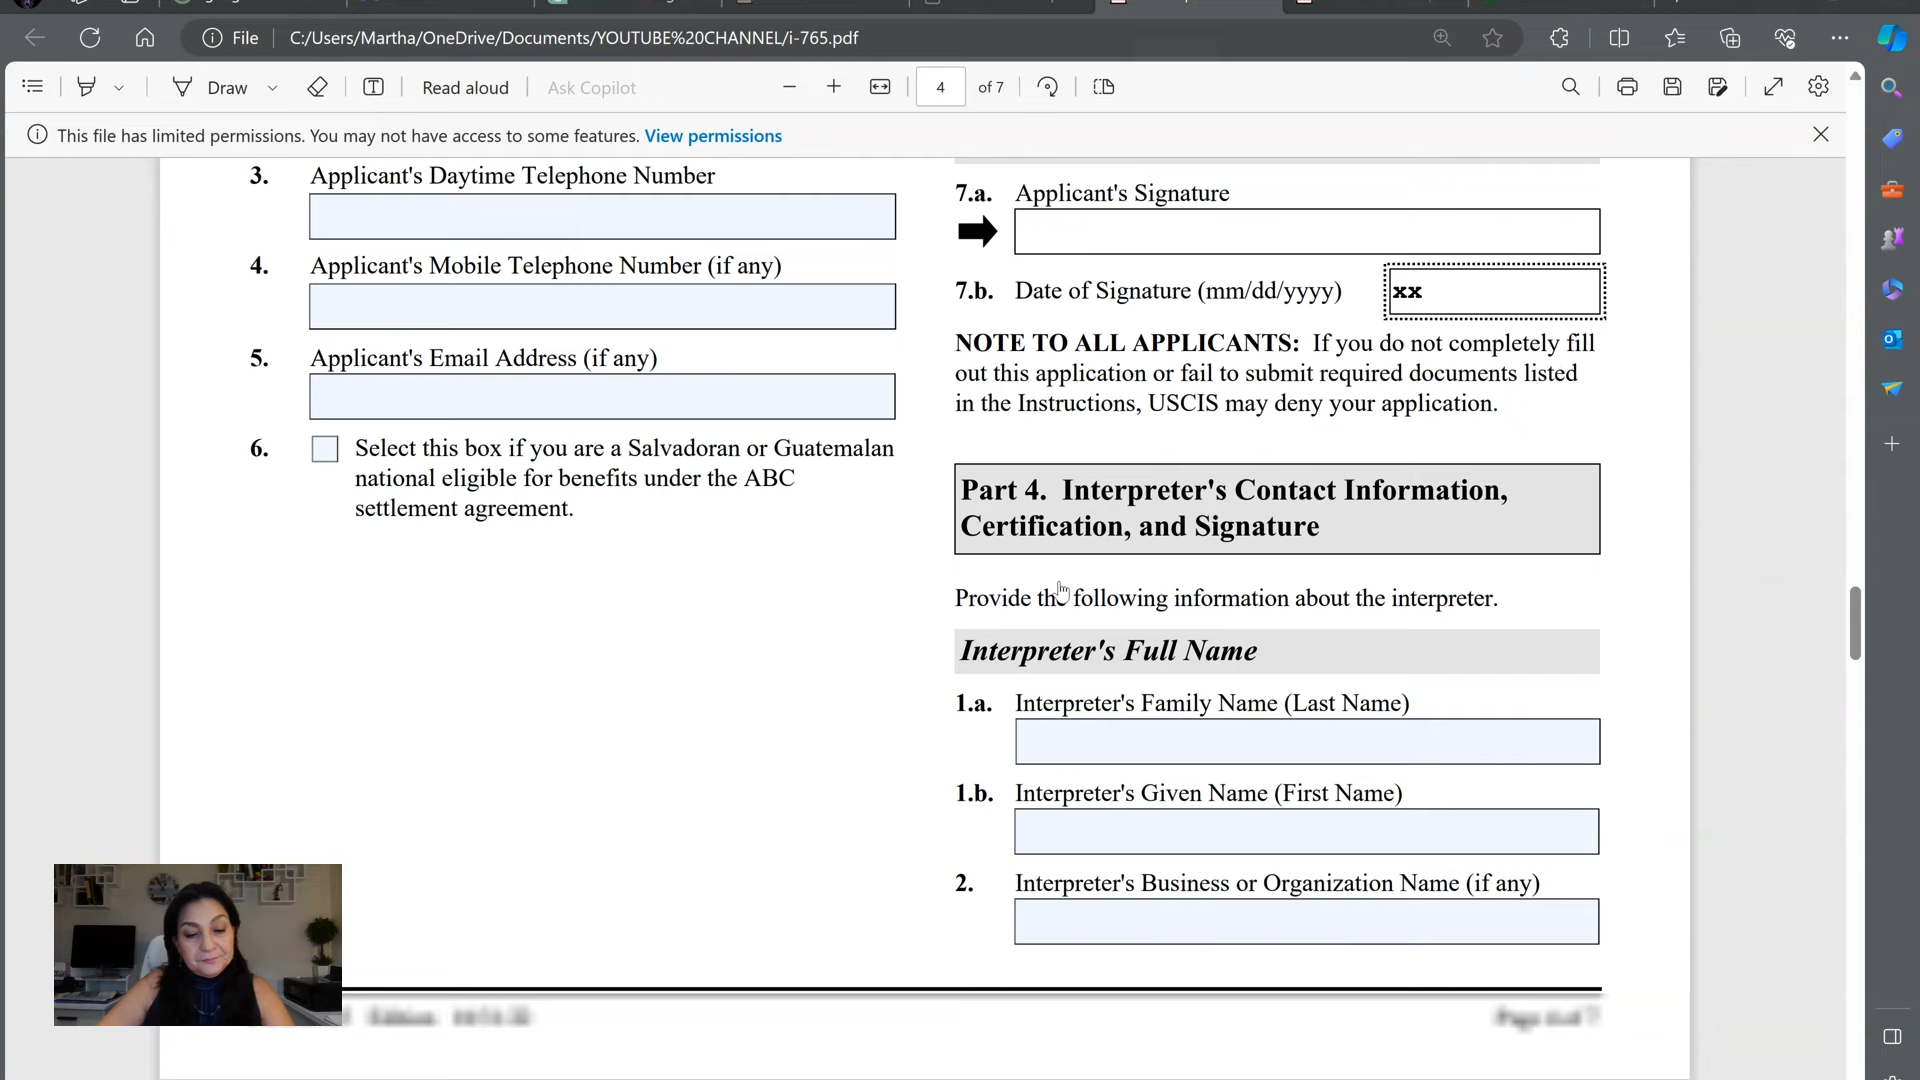 File
C:/Users/Martha/OneDrive/Documents/YOUTUBE%20CHANNEL/i-765.pdf
Draw
Read aloud
Ask Copilot
4
of 7
This file has limited permissions. You may not have access to some features. View permissions
3. Applicant's Daytime Telephone Number
4. Applicant's Mobile Telephone Number (if any)
5. Applicant's Email Address (if any)
6. Select this box if you are a Salvadoran or Guatemalan
national eligible for benefits under the ABC
settlement agreement.
7.a. Applicant's Signature
7.b. Date of Signature (mm/dd/yyyy) xx
NOTE TO ALL APPLICANTS: If you do not completely fill
out this application or fail to submit required documents listed
in the Instructions, USCIS may deny your application.
Part 4. Interpreter's Contact Information,
Certification, and Signature
Provide the following information about the interpreter.
Interpreter's Full Name
1.a. Interpreter's Family Name (Last Name)
1.b. Interpreter's Given Name (First Name)
2. Interpreter's Business or Organization Name (if any)